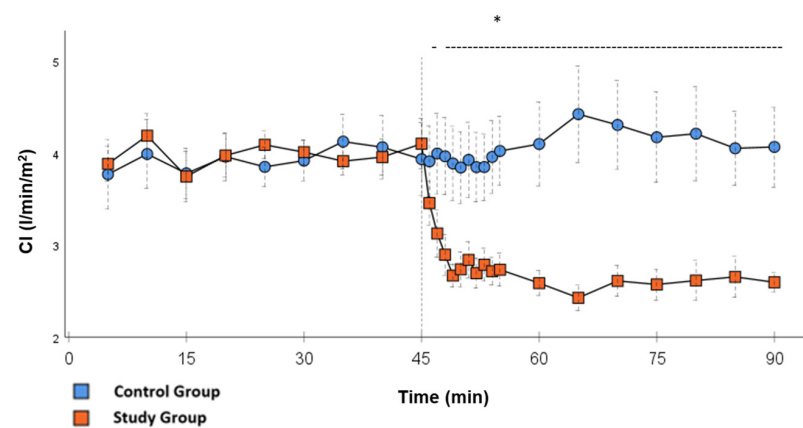 *
5
4
3
2
CI (l/min/m²)
0 15 30 45 60 75 90
Time (min)
Control Group
Study Group